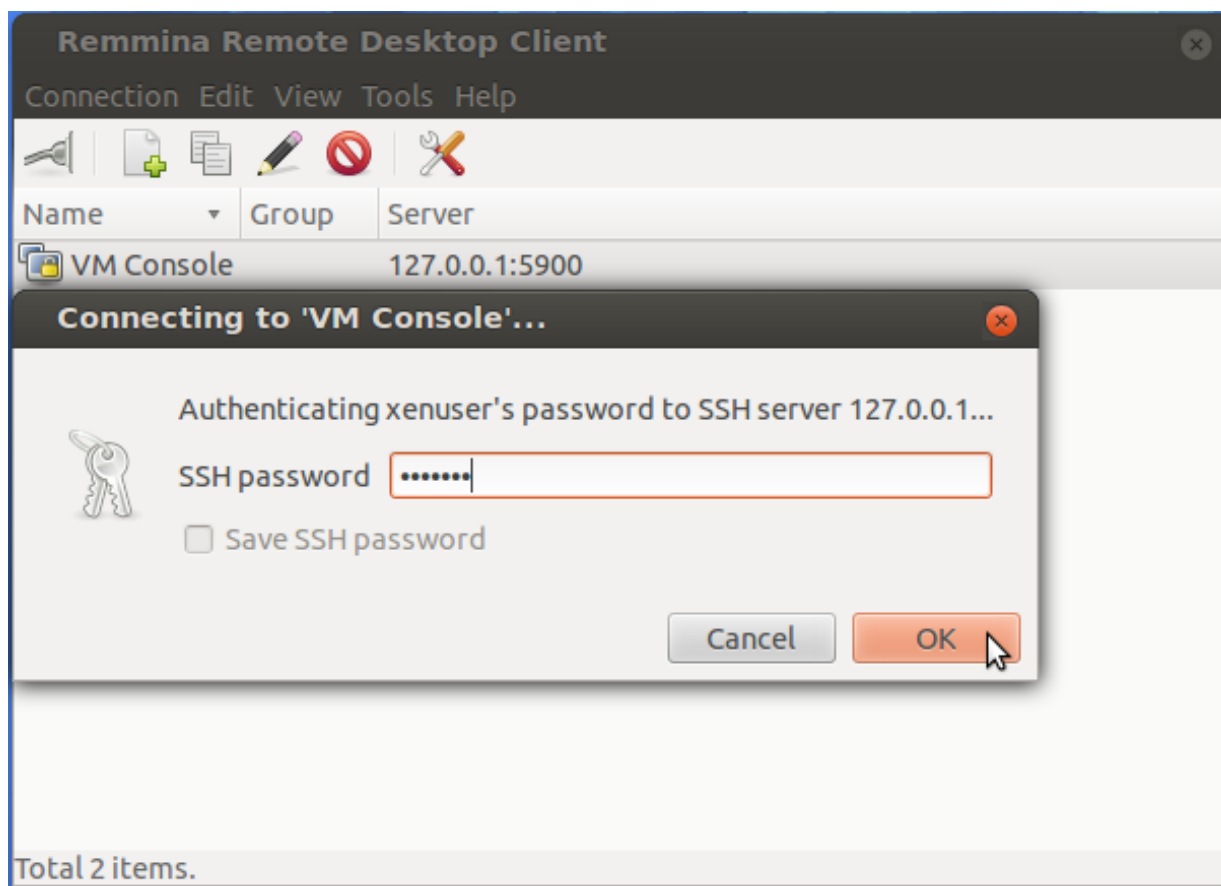 Remmina Remote Desktop Client
Connection Edit View Tools Help
Name Group Server
VM Console 127.0.0.1:5900
Connecting to 'VM Console'...
Authenticating xenuser's password to SSH server 127.0.0.1...
SSH password •••••••
Save SSH password
Cancel OK
Total 2 items.